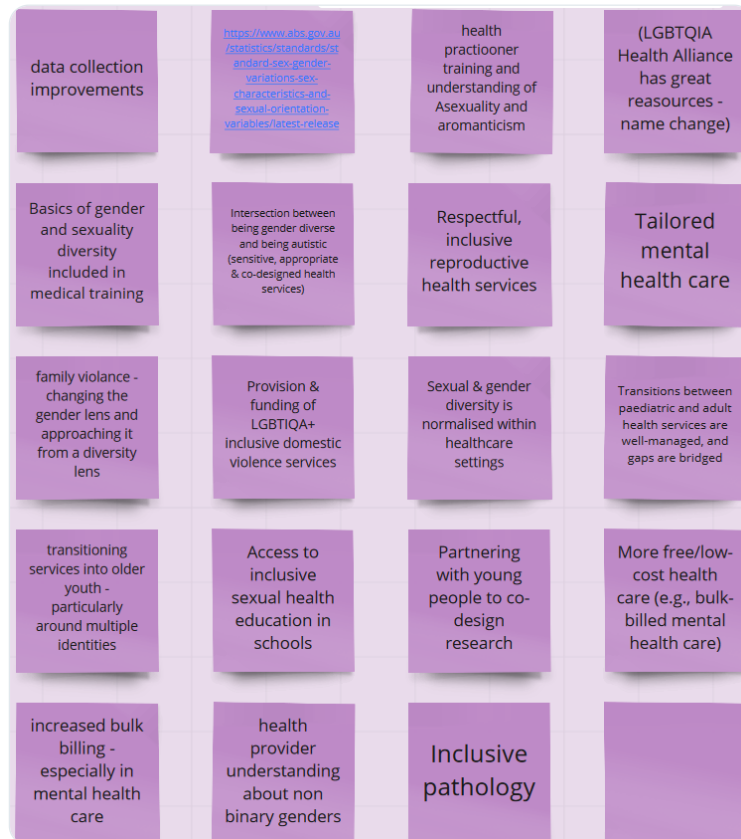 data collection
improvements
https://www.abs.gov.au
/statistics/standards/st
andard-sex-gender-
variations-sex-
characteristics-and-
sexual-orientation-
variables/latest-release
health
practiooner
training and
understanding of
Asexuality and
aromanticism
(LGBTQIA
Health Alliance
has great
reasources -
name change)
Basics of gender
and sexuality
diversity
included in
medical training
Intersection between
being gender diverse
and being autistic
(sensitive, appropriate
& co-designed health
services)
Respectful,
inclusive
reproductive
health services
Tailored
mental
health care
family violance -
changing the
gender lens and
approaching it
from a diversity
lens
Provision &
funding of
LGBTIQA+
inclusive domestic
violence services
Sexual & gender
diversity is
normalised within
healthcare
settings
Transitions between
paediatric and adult
health services are
well-managed, and
gaps are bridged
transitioning
services into older
youth -
particularly
around multiple
identities
Access to
inclusive
sexual health
education in
schools
Partnering
with young
people to co-
design
research
More free/low-
cost health
care (e.g., bulk-
billed mental
health care)
increased bulk
billing -
especially in
mental health
care
health
provider
understanding
about non
binary genders
Inclusive
pathology